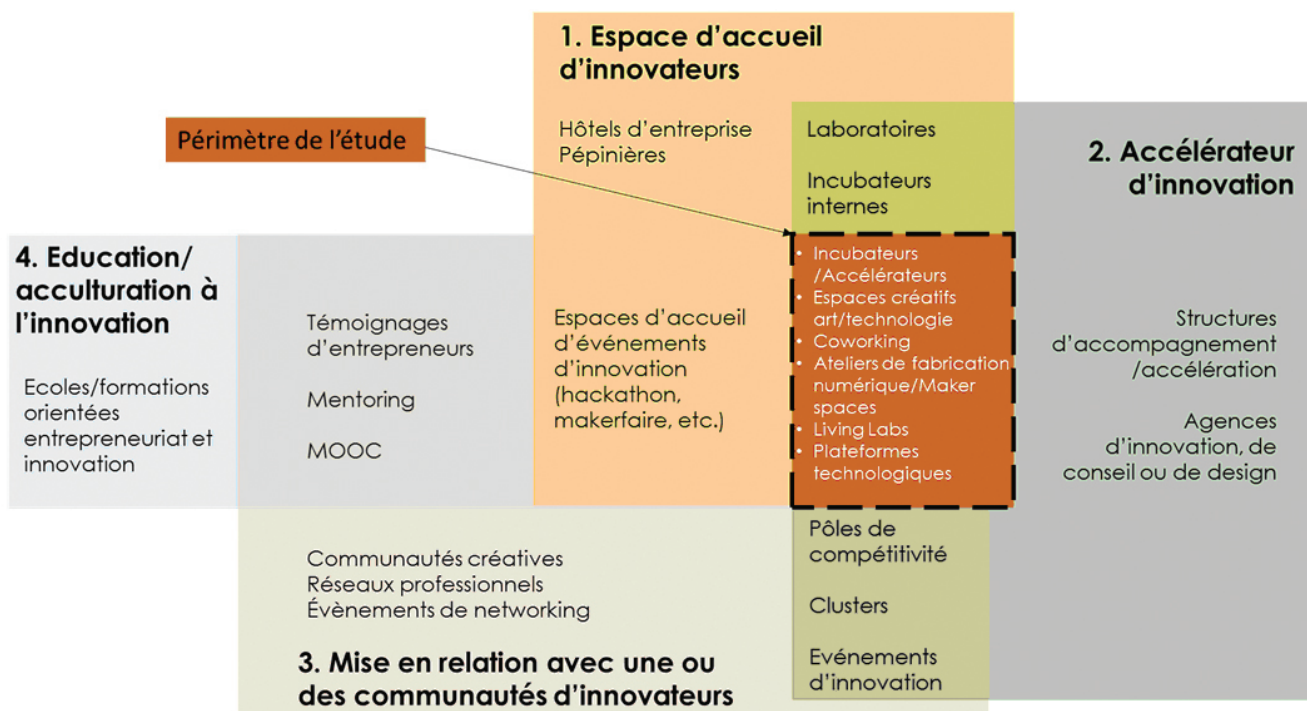 1. Espace d’accueil
d’innovateurs
Périmètre de l’étude
Hôtels d’entreprise
Pépinières
Laboratoires
Incubateurs
internes
2. Accélérateur
d’innovation
4. Education/
acculturation à
l’innovation
Ecoles/formations
orientées
entrepreneuriat et
innovation
Témoignages
d’entrepreneurs
Mentoring
MOOC
Espaces d’accueil
d’événements
d’innovation
(hackathon,
makerfaire, etc.)
• Incubateurs
/Accélérateurs
• Espaces créatifs
art/technologie
• Coworking
• Ateliers de fabrication
numérique/Maker
spaces
• Living Labs
• Plateformes
technologiques
Structures
d’accompagnement
/accélération
Agences
d’innovation, de
conseil ou de design
Communautés créatives
Réseaux professionnels
Évènements de networking
3. Mise en relation avec une ou
des communautés d’innovateurs
Pôles de
compétitivité
Clusters
Evénements
d’innovation